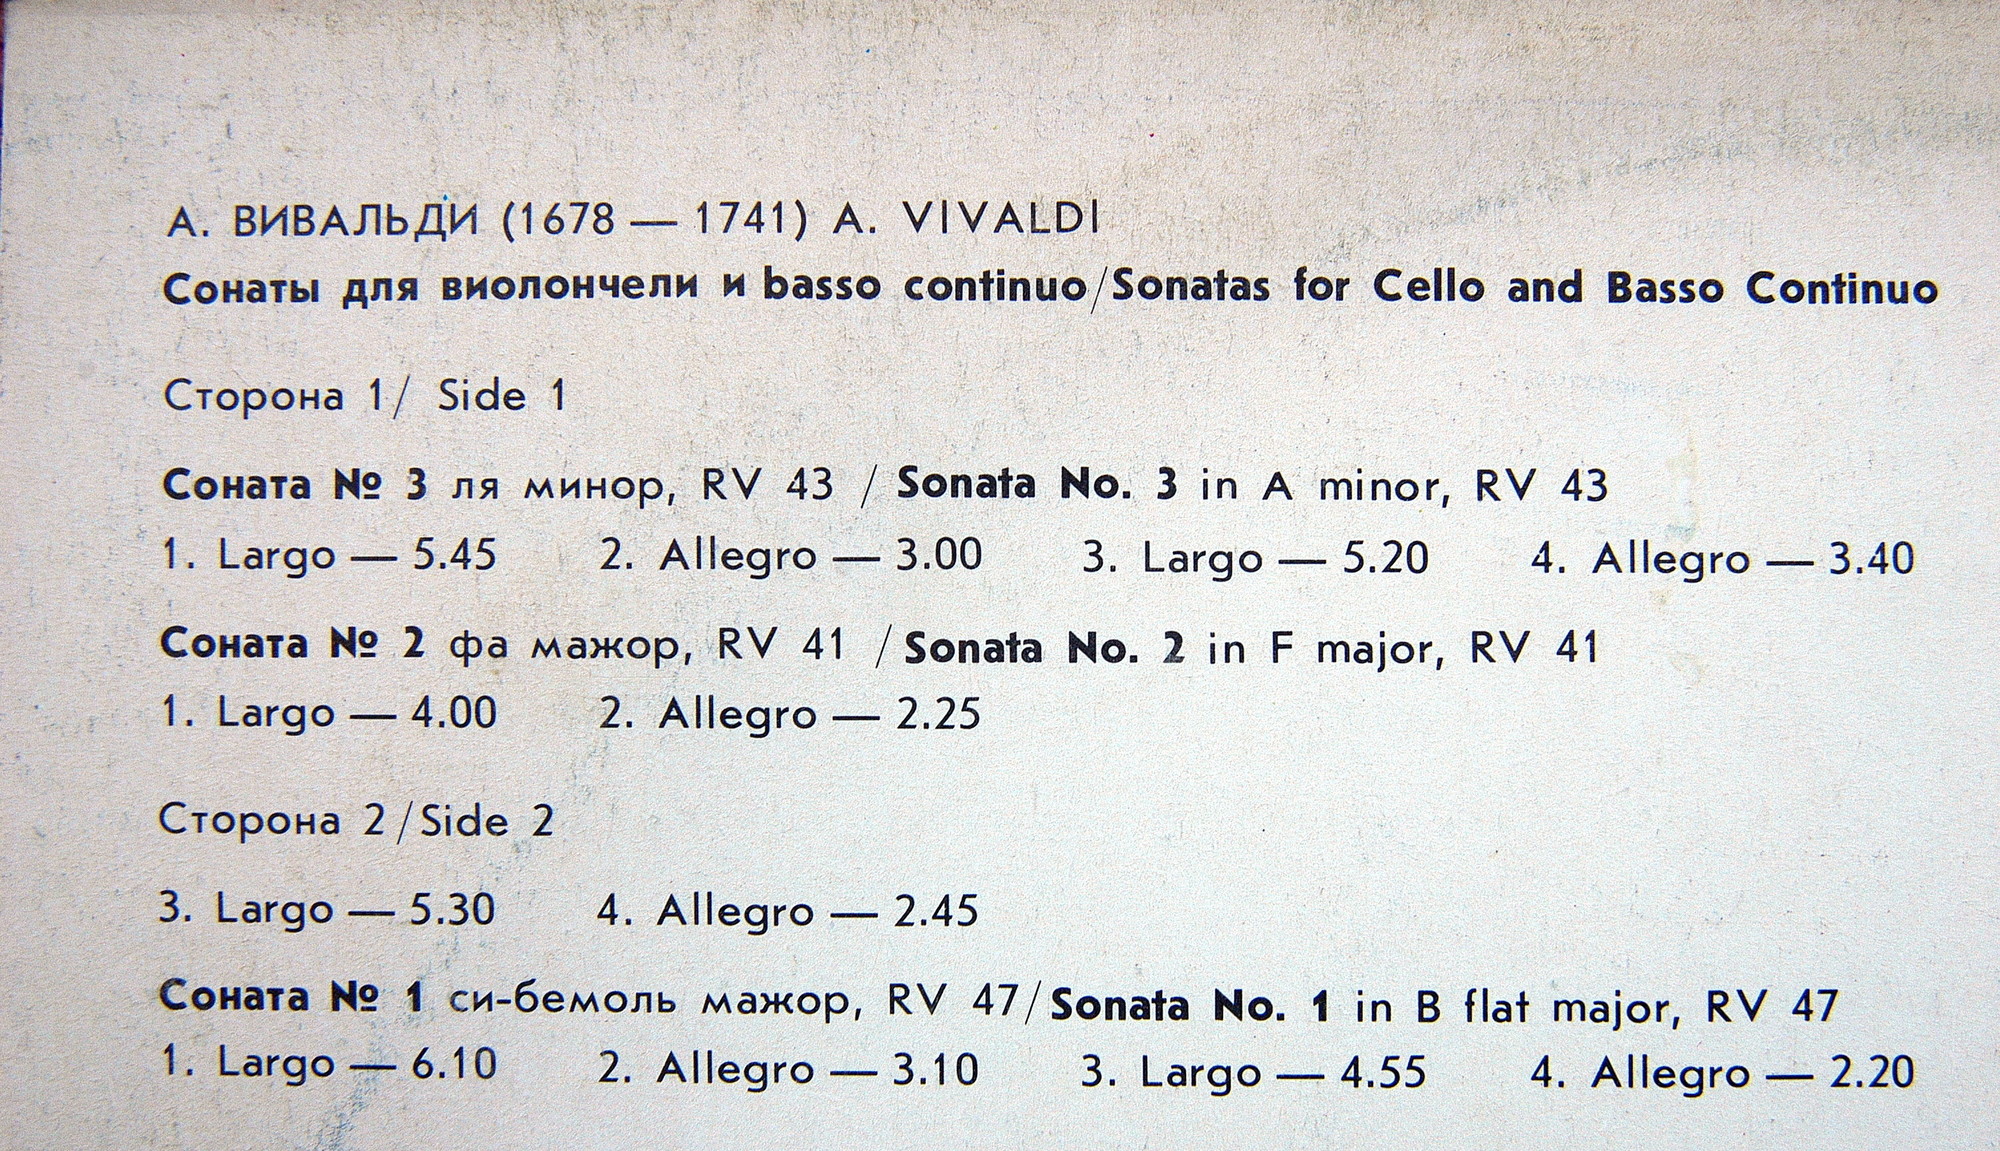 А. ВИВАЛЬДИ (1678 — 1741) A. VIVALDI
Сонаты для виолончели и basso continuo/Sonatas for Cello and Basso Continuo
Сторона 1/ Side 1
Соната № 3 ля минор, RV 43 / Sonata No. 3 in A minor, RV 43
1. Largo — 5.45 2. Allegro — 3.00 3. Largo — 5.20 4. Allegro — 3.40
Соната № 2 фа мажор, RV 41 / Sonata No. 2 in F major, RV 41
1. Largo — 4.00 2. Allegro — 2.25
Сторона 2/Side 2
3. Largo — 5.30 4. Allegro — 2.45
Соната № 1 си-бемоль мажор, RV 47/Sonata No. 1 in B flat major, RV 47
1. Largo — 6.10 2. Allegro — 3.10 3. Largo — 4.55 4. Allegro — 2.20